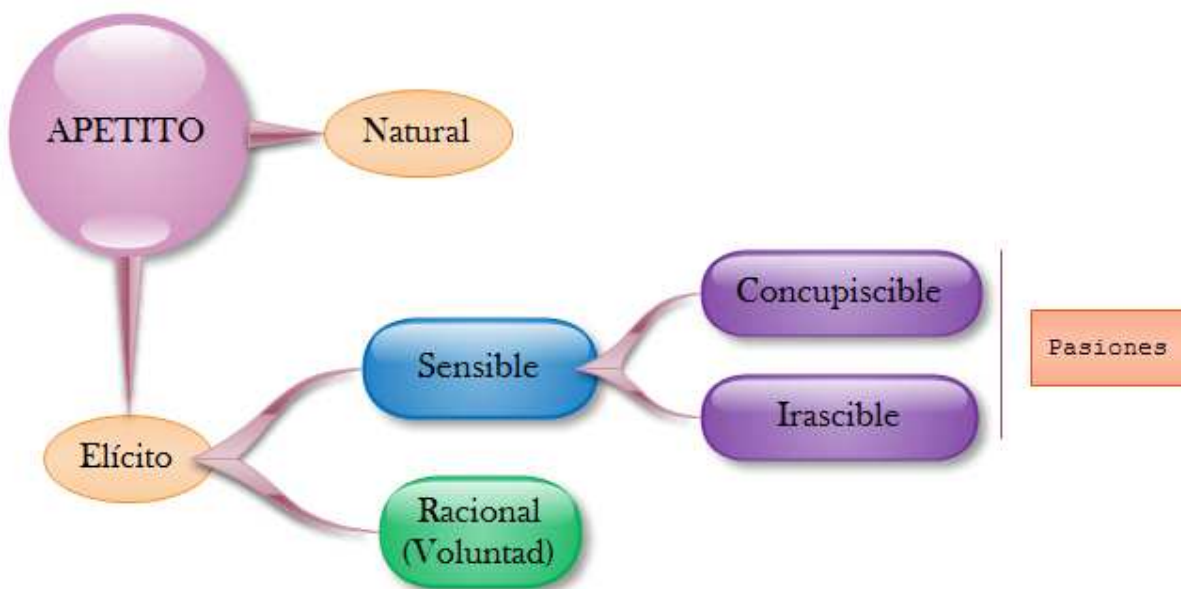 APETITO
Natural
Concupiscible
Pasiones
Sensible
Irascible
Elícito
Racional
(Voluntad)